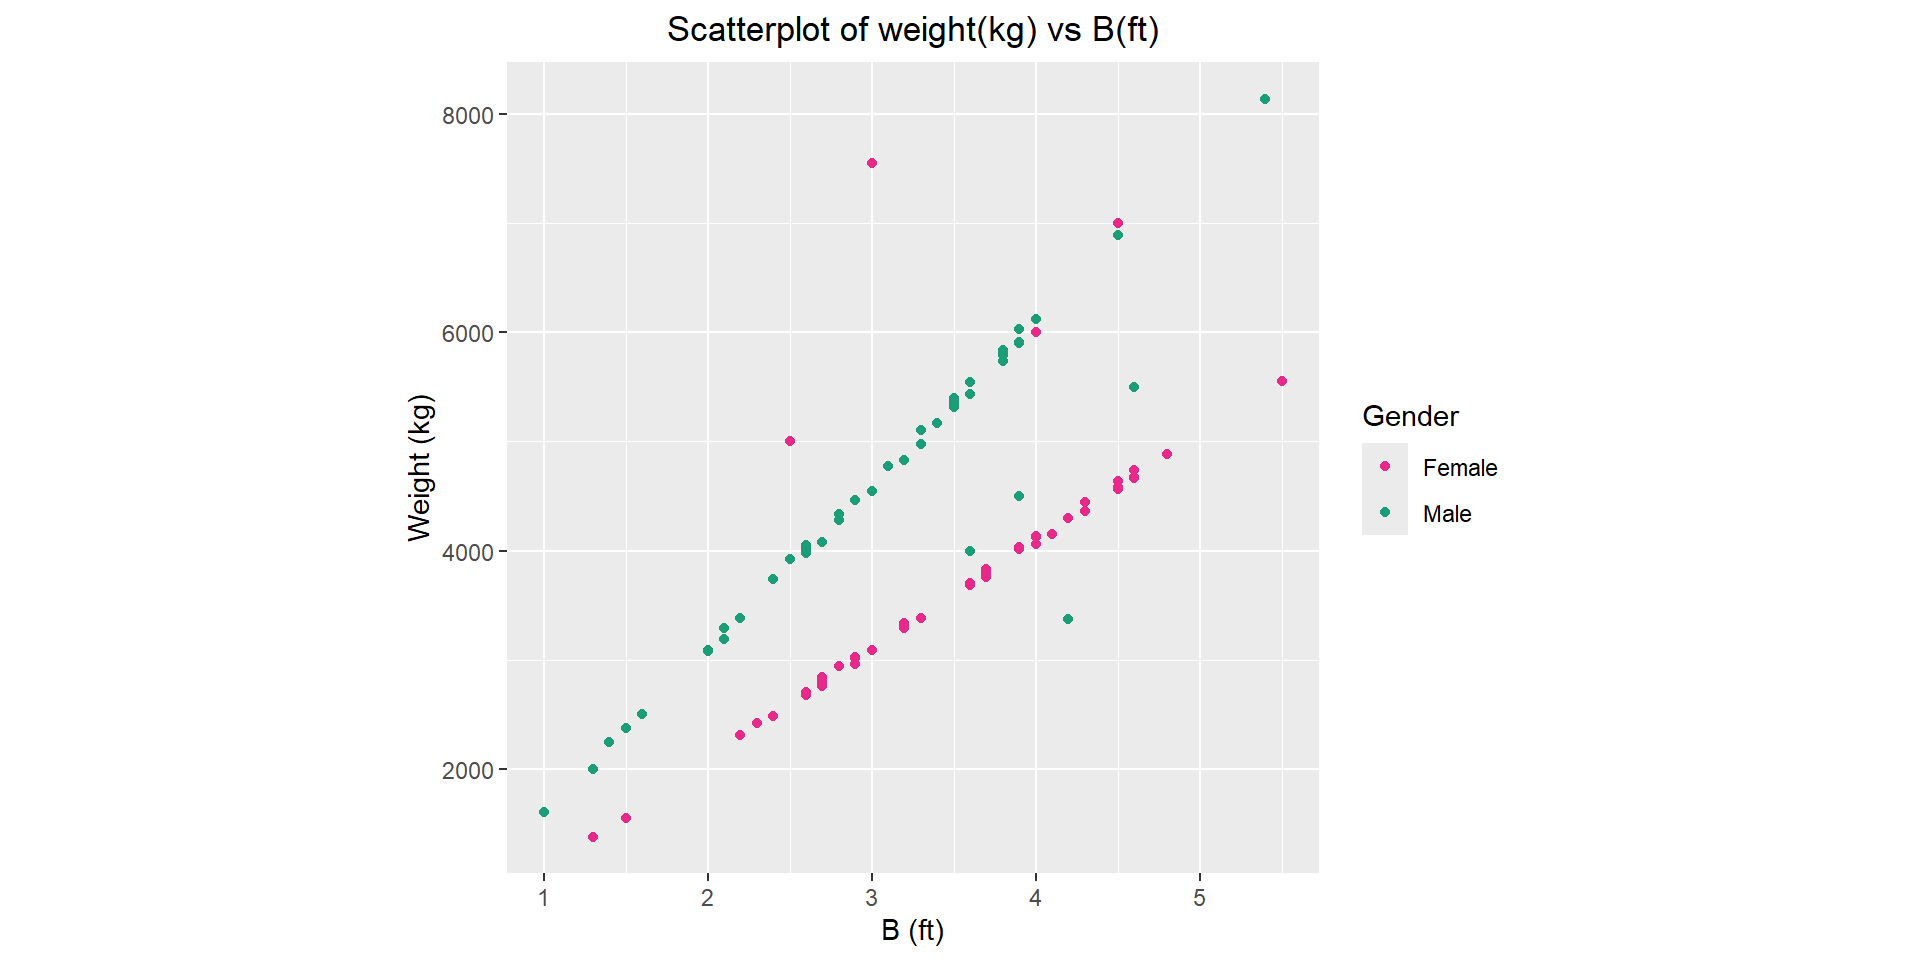 Scatterplot of weight(kg) vs B(ft)
8000
6000
4000
2000
Weight (kg)
1 2 3 4 5
B (ft)
Gender
Female
Male